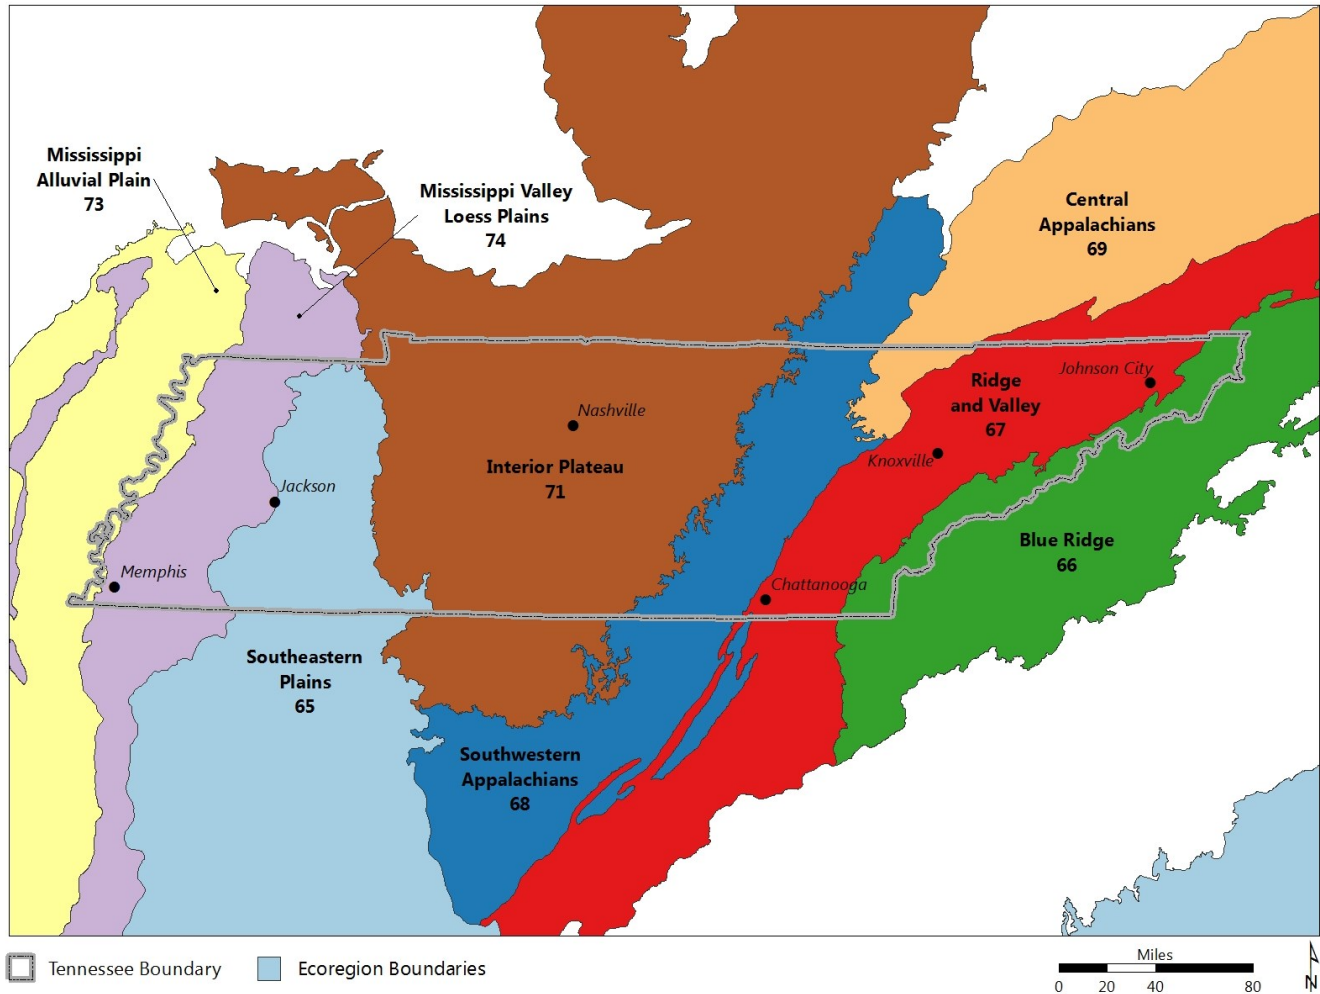 Mississippi
Alluvial Plain
73
Mississippi Valley
Loess Plains
74
Central
Appalachians
69
Johnson City
Ridge
and Valley
67
Nashville
Knoxville
Interior Plateau
71
Jackson
Blue Ridge
66
Memphis
Chattanooga
Southeastern
Plains
65
Southwestern
Appalachians
68
Tennessee Boundary
Ecoregion Boundaries
Miles
0 20 40 80
N